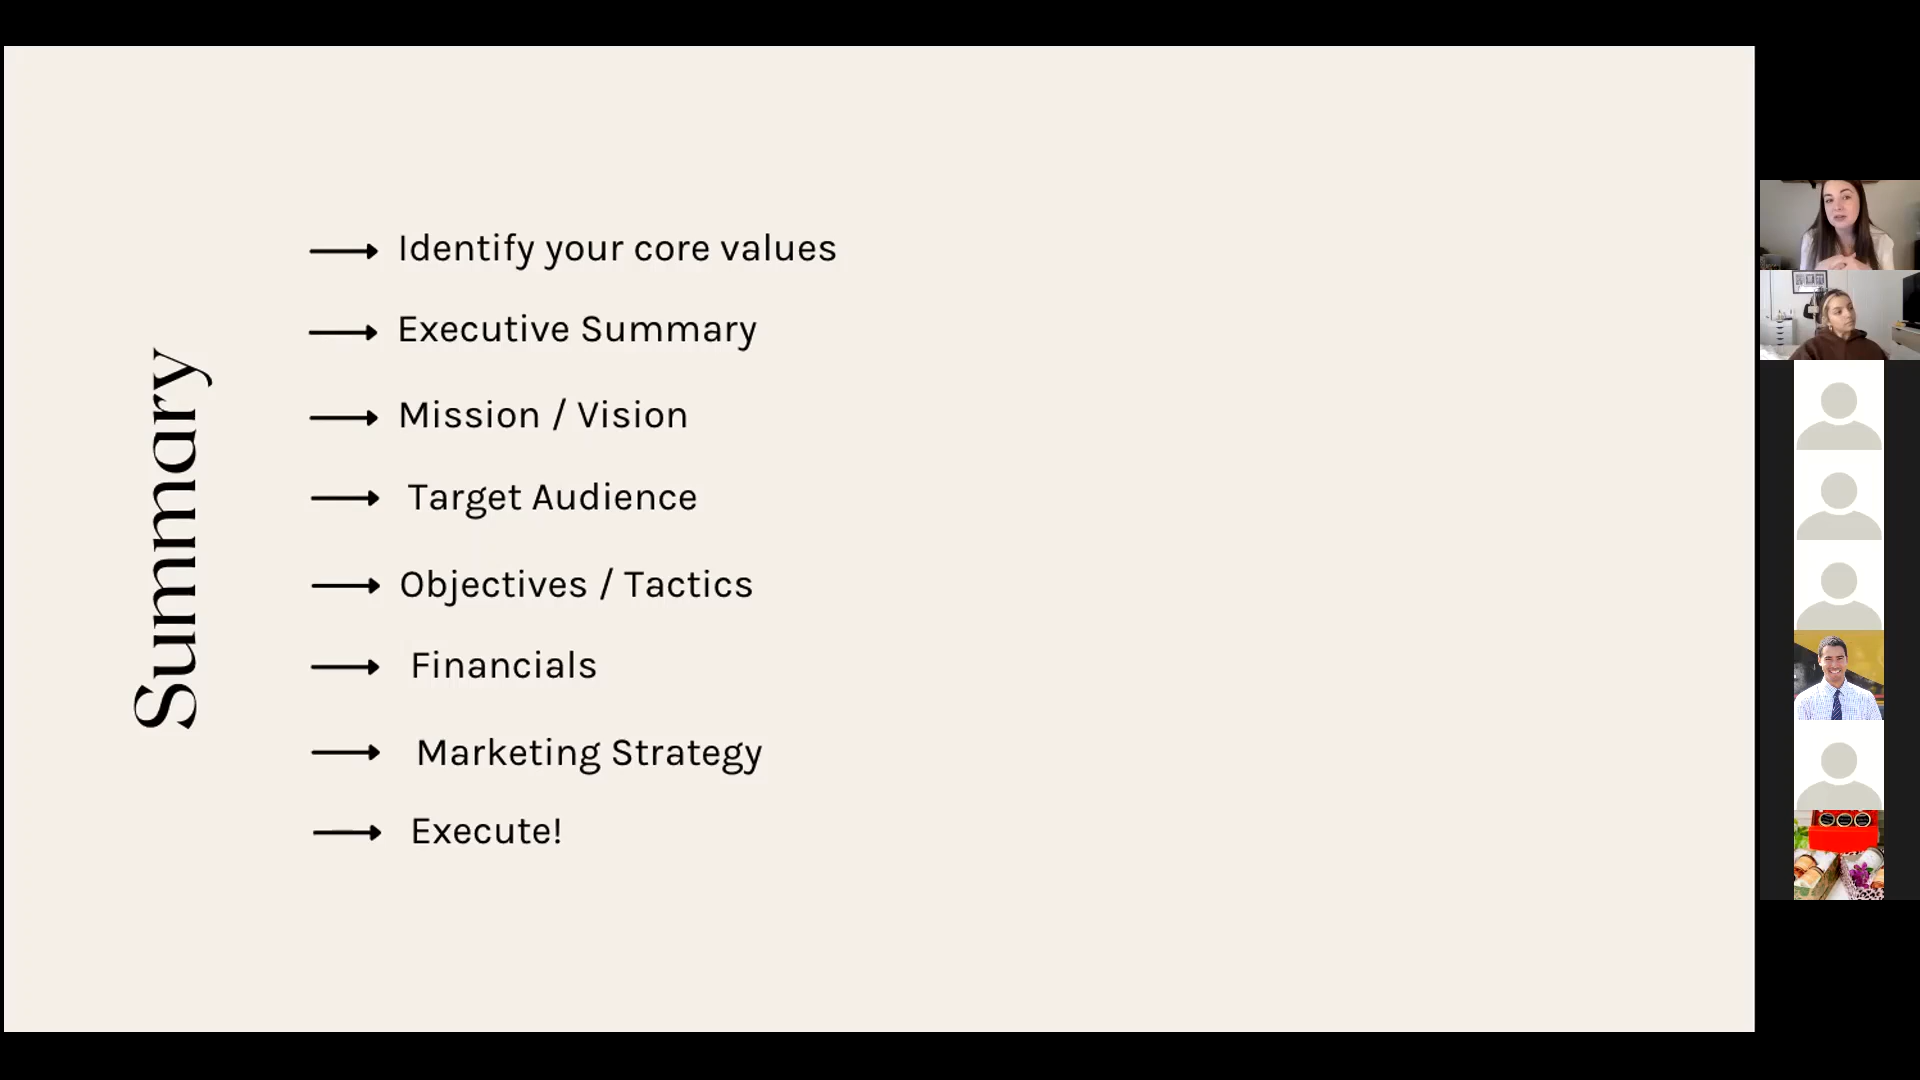 Summary
Identify your core values
Executive Summary
Mission / Vision
Target Audience
Objectives / Tactics
Financials
Marketing Strategy
Execute!